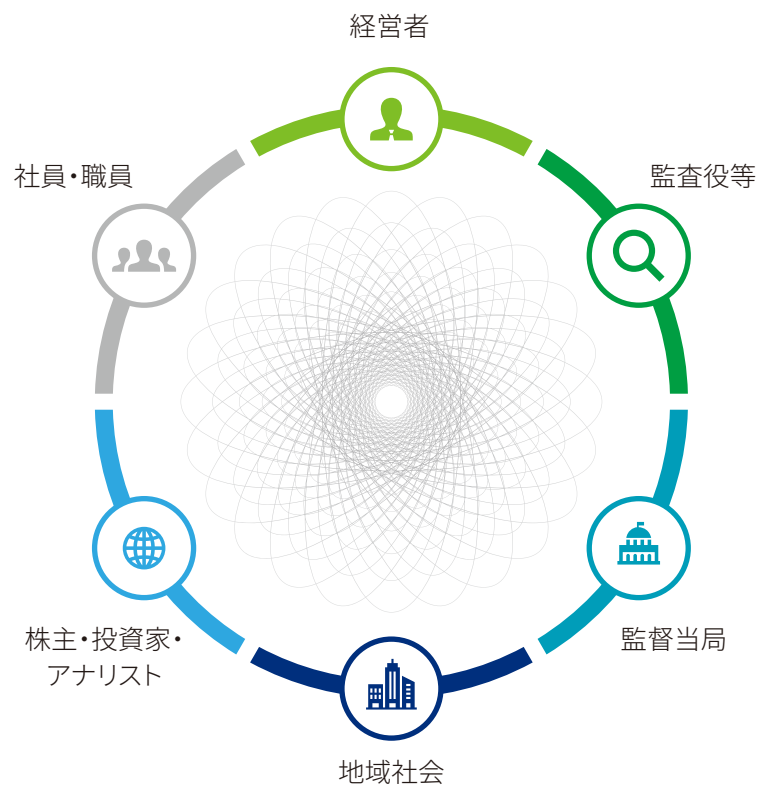 経営者
社員・職員
監査役等
株主・投資家・
アナリスト
監督当局
地域社会